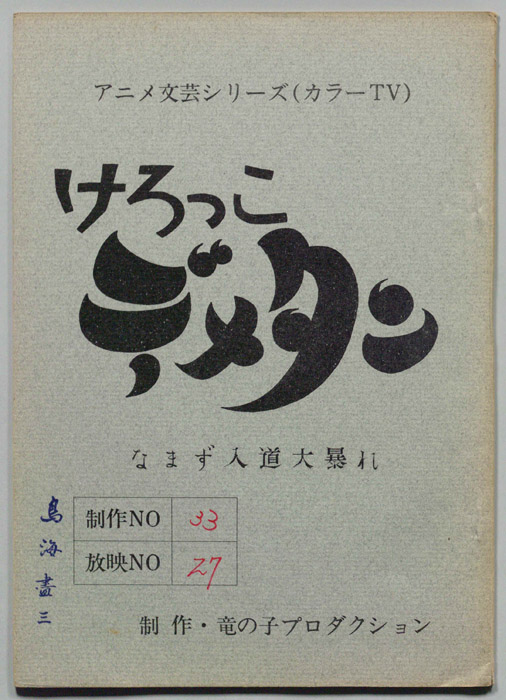 アニメ文芸シリーズ(カラーTV)
けろっこ
デメタン
なまず入道大暴れ
制作NO 33
放映NO 27
鳥海盡三
制作・竜の子プロダクション